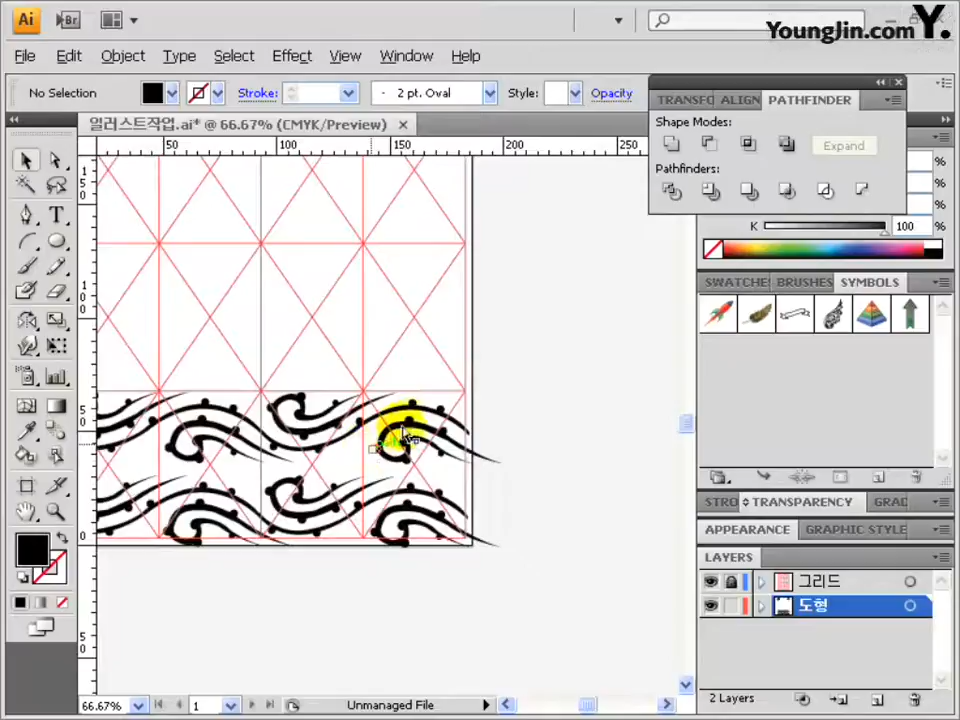 Ai Br YoungJin.com Y.
File Edit Object Type Select Effect View Window Help
No Selection Stroke: 2 pt. Oval Style: Opacity
TRANSFO ALIGN PATHFINDER
일러스트작업.ai* @ 66.67% (CMYK/Preview) ×
Shape Modes:
50 100 150 200 250
Expand
Pathfinders:
%
%
%
K 100 %
SWATCHE BRUSHES SYMBOLS
STRO TRANSPARENCY GRAD
APPEARANCE GRAPHIC STYLE
LAYERS
그리드
도형
2 Layers
66.67% 1 Unmanaged File